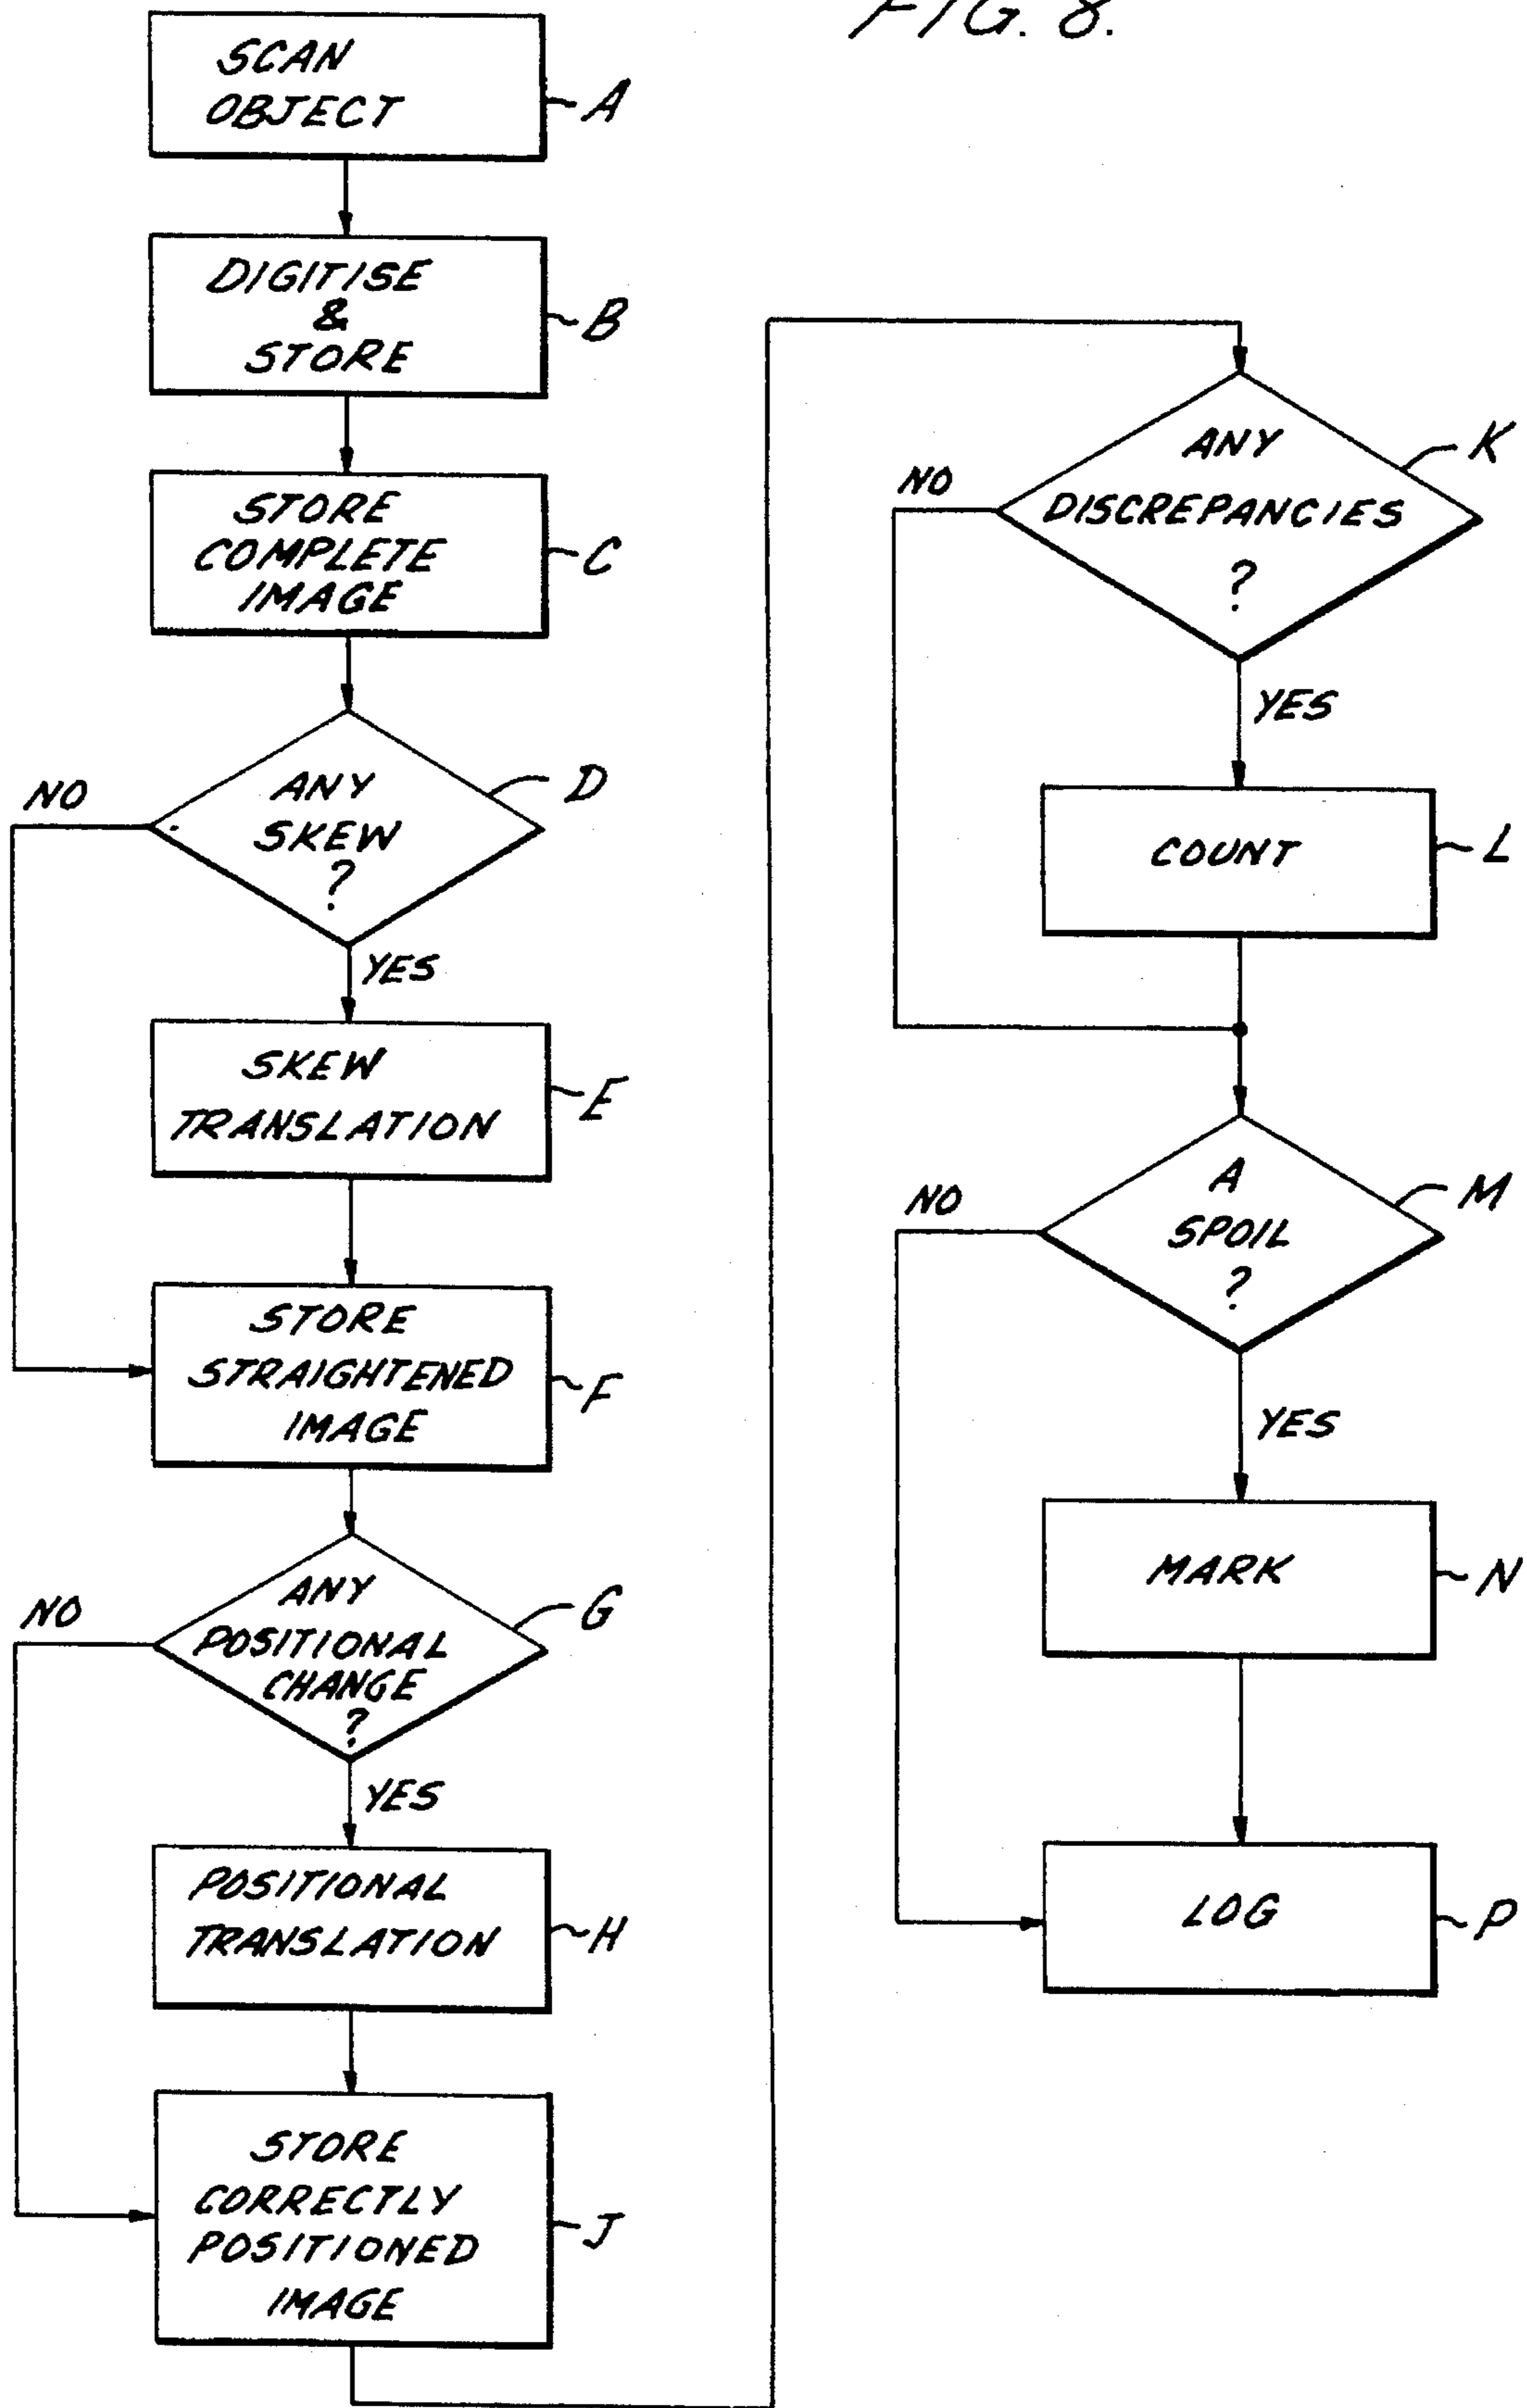 FIG. 8.
SCAN
OBJECT
A
DIGITISE
&
STORE
B
STORE
COMPLETE
IMAGE
C
ANY
SKEW
?
D
NO
YES
SKEW
TRANSLATION
E
STORE
STRAIGHTENED
IMAGE
F
ANY
POSITIONAL
CHANGE
?
G
NO
YES
POSITIONAL
TRANSLATION
H
STORE
CORRECTLY
POSITIONED
IMAGE
J
ANY
DISCREPANCIES
?
K
NO
YES
COUNT
L
A
SPOIL
?
M
NO
YES
MARK
N
LOG
P